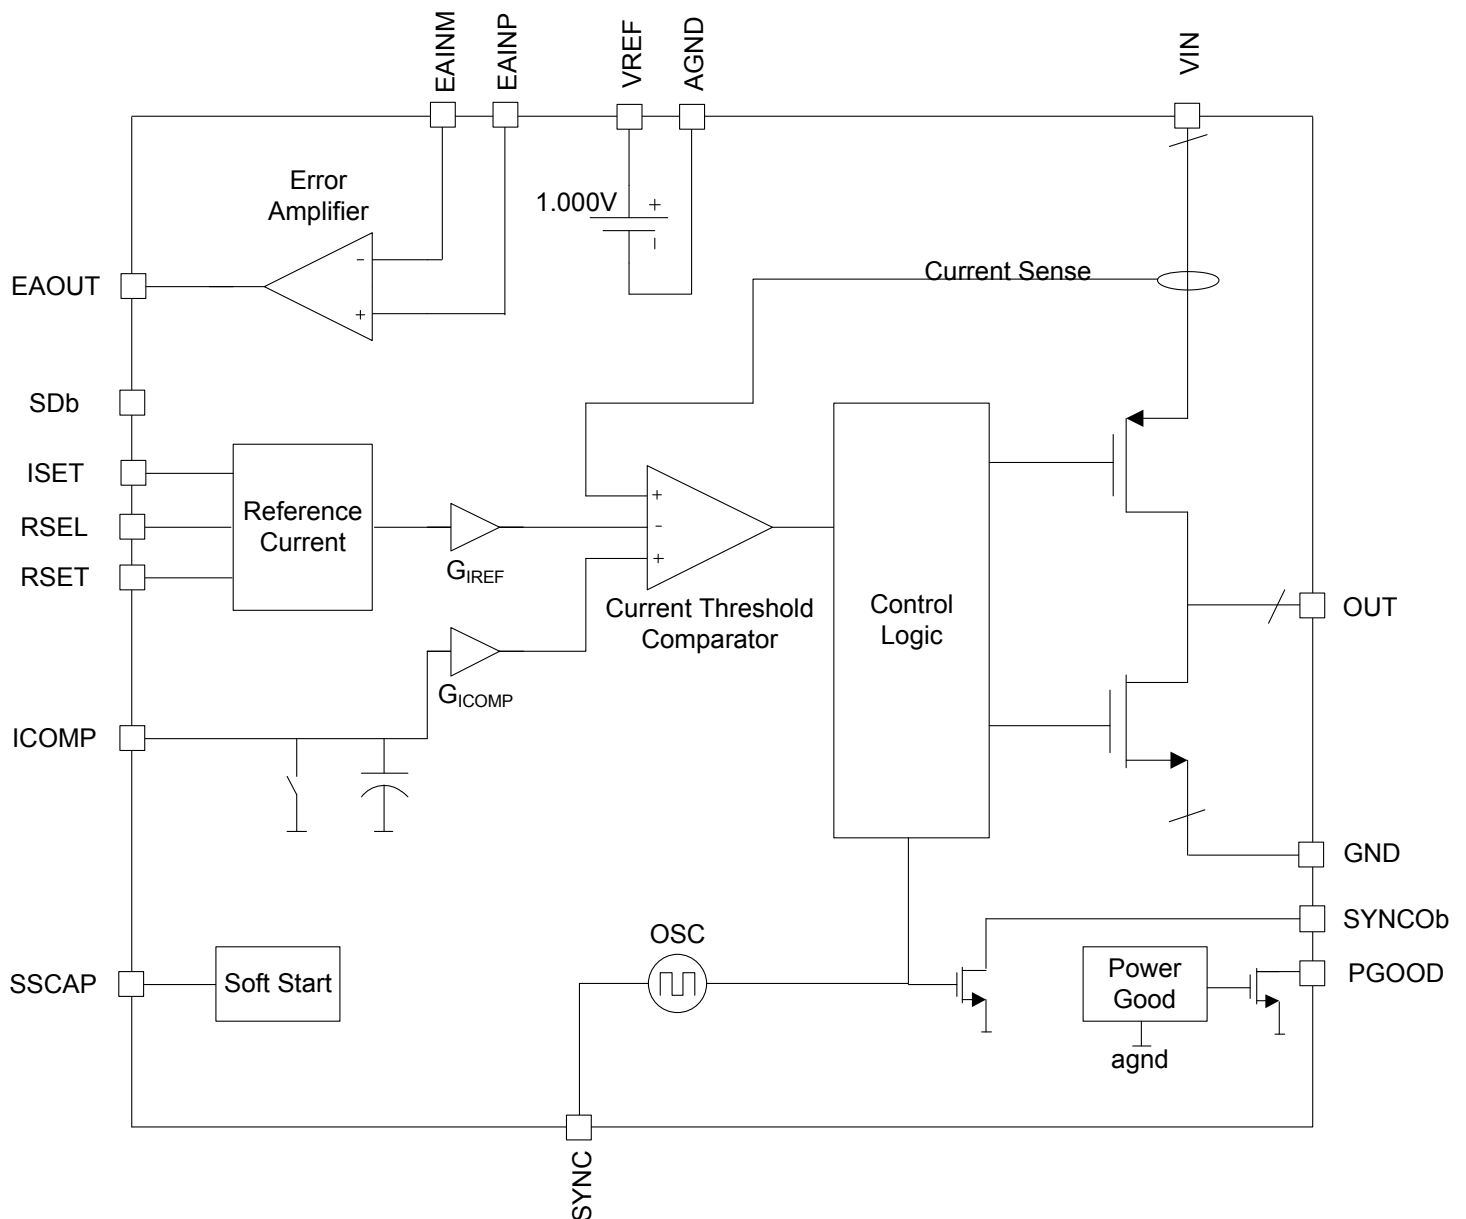 EAINM
EAINP
VREF
AGND
VIN
Error
Amplifier
-
+
1.000V
+
-
Current Sense
EAOUT
SDb
ISET
RSEL
RSET
Reference
Current
GIREF
+
-
+
Current Threshold
Comparator
Control
Logic
OUT
GICOMP
ICOMP
GND
SYNCOb
OSC
SSCAP
Soft Start
Power
Good
PGOOD
agnd
SYNC